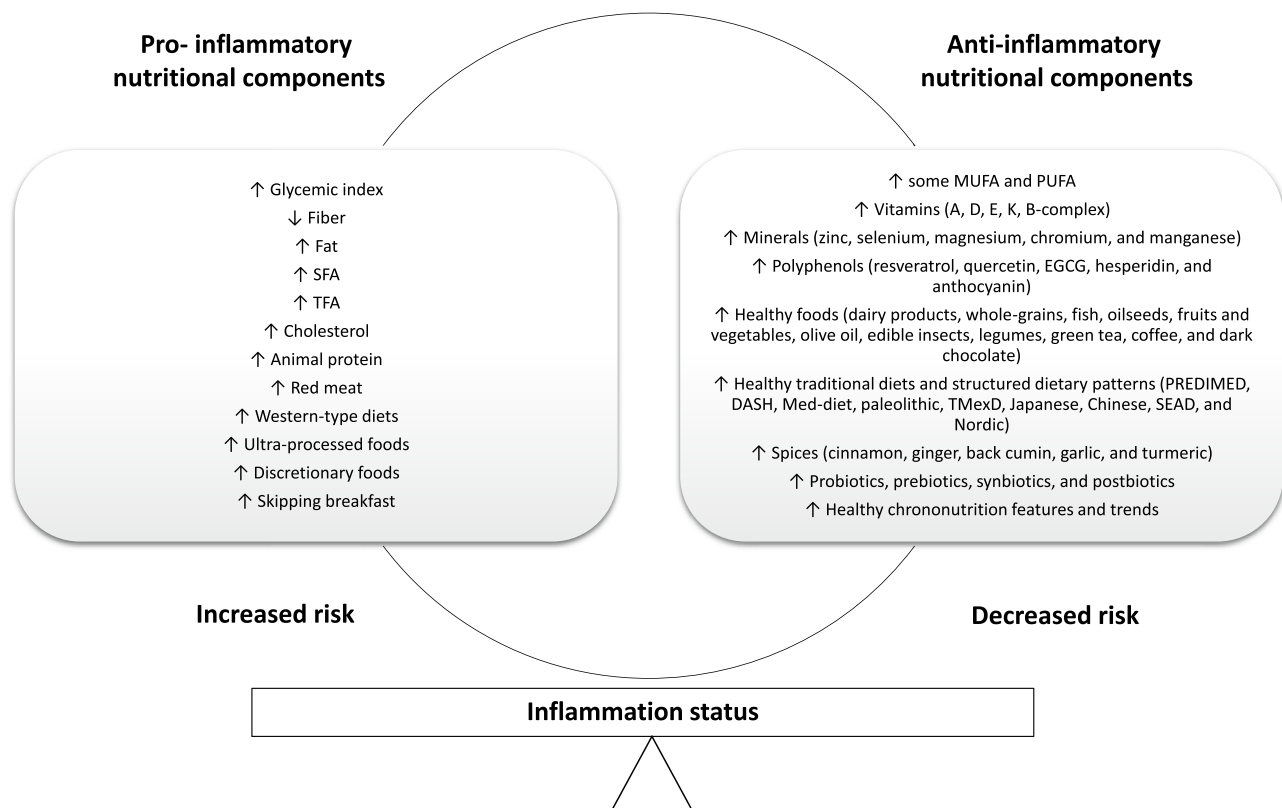 Pro- inflammatory
nutritional components
Anti-inflammatory
nutritional components
↑ Glycemic index
↓ Fiber
↑ Fat
↑ SFA
↑ TFA
↑ Cholesterol
↑ Animal protein
↑ Red meat
↑ Western-type diets
↑ Ultra-processed foods
↑ Discretionary foods
↑ Skipping breakfast
↑ some MUFA and PUFA
↑ Vitamins (A, D, E, K, B-complex)
↑ Minerals (zinc, selenium, magnesium, chromium, and manganese)
↑ Polyphenols (resveratrol, quercetin, EGCG, hesperidin, and
anthocyanin)
↑ Healthy foods (dairy products, whole-grains, fish, oilseeds, fruits and
vegetables, olive oil, edible insects, legumes, green tea, coffee, and dark
chocolate)
↑ Healthy traditional diets and structured dietary patterns (PREDIMED,
DASH, Med-diet, paleolithic, TMexD, Japanese, Chinese, SEAD, and
Nordic)
↑ Spices (cinnamon, ginger, back cumin, garlic, and turmeric)
↑ Probiotics, prebiotics, synbiotics, and postbiotics
↑ Healthy chrononutrition features and trends
Increased risk
Decreased risk
Inflammation status